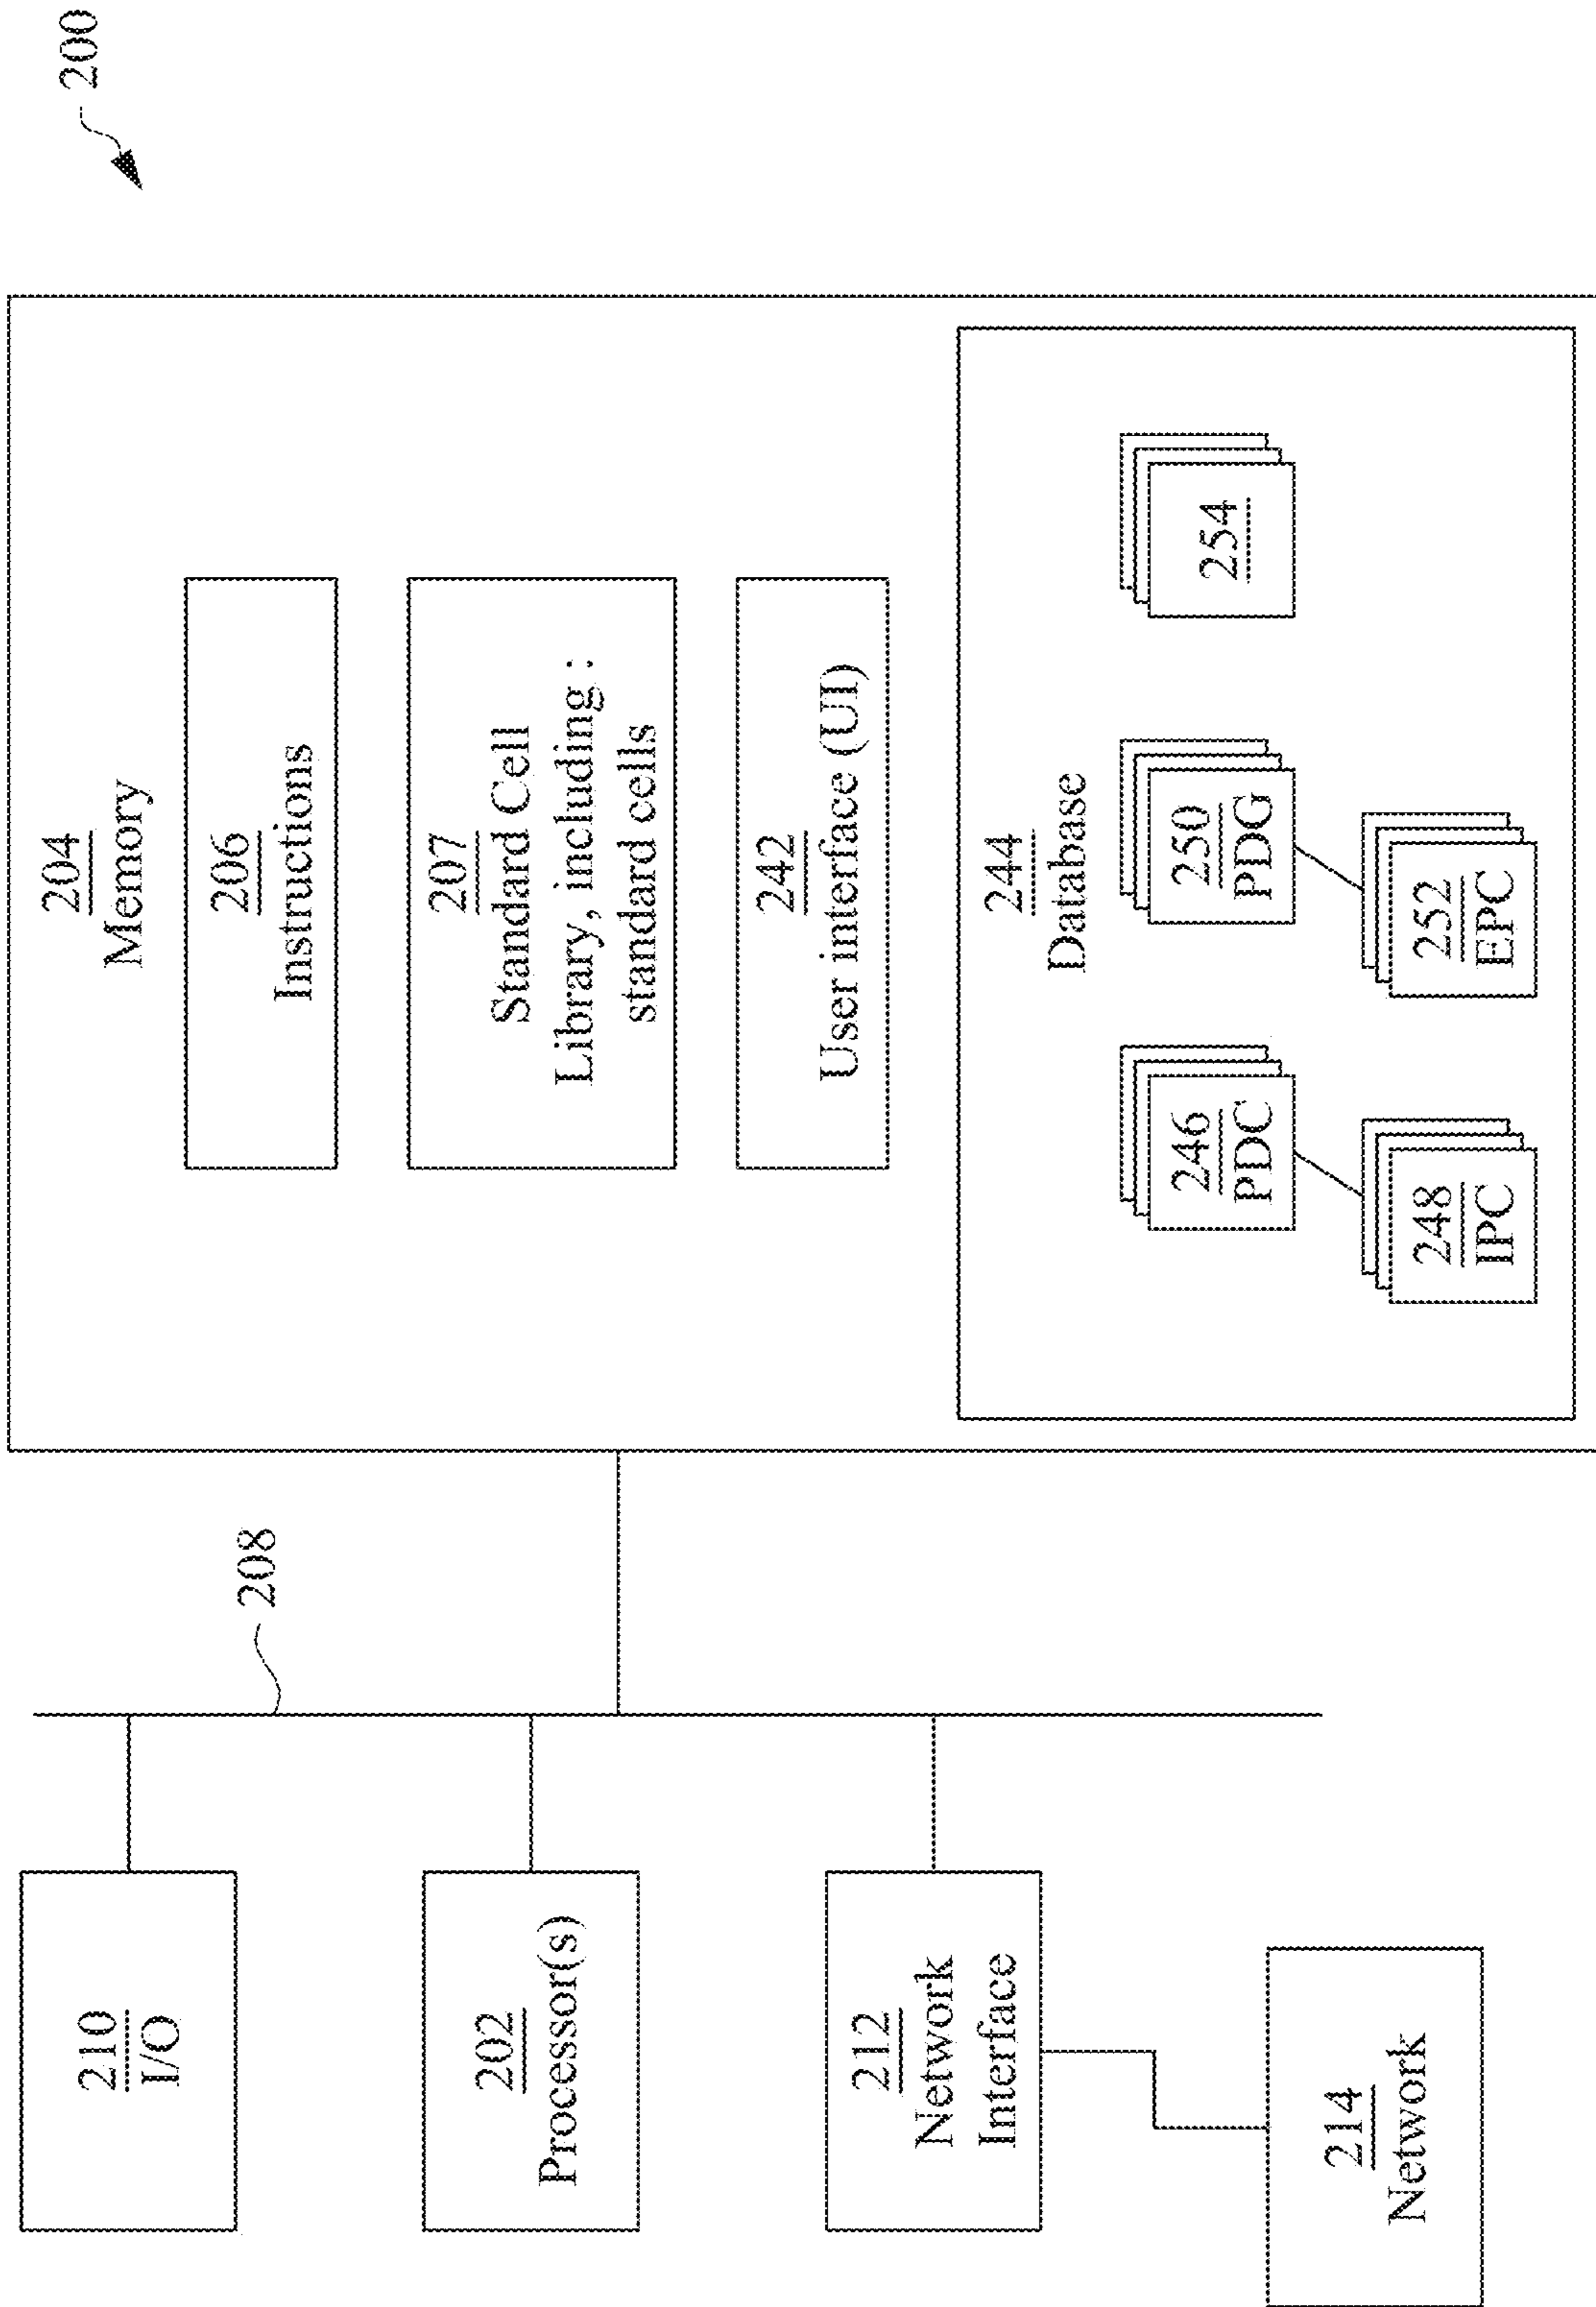 200
210
I/O
202
Processor(s)
212
Network
Interface
214
Network
208
204
Memory
206
Instructions
207
Standard Cell
Library, including :
standard cells
242
User interface (UI)
244
Database
246
PDC
250
PDG
254
248
IPC
252
EPC